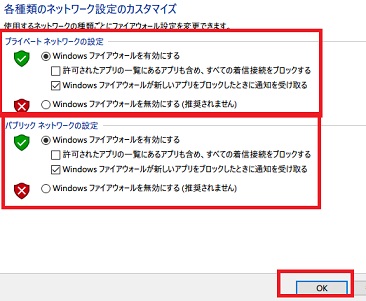 各種類のネットワーク設定のカスタマイズ
使用するネットワークの種類ごとにファイアウォール設定を変更できます。
プライベート ネットワークの設定
Windows ファイアウォールを有効にする
許可されたアプリの一覧にあるアプリも含め、すべての着信接続をブロックする
Windows ファイアウォールが新しいアプリをブロックしたときに通知を受け取る
Windows ファイアウォールを無効にする (推奨されません)
パブリック ネットワークの設定
Windows ファイアウォールを有効にする
許可されたアプリの一覧にあるアプリも含め、すべての着信接続をブロックする
Windows ファイアウォールが新しいアプリをブロックしたときに通知を受け取る
Windows ファイアウォールを無効にする (推奨されません)
OK